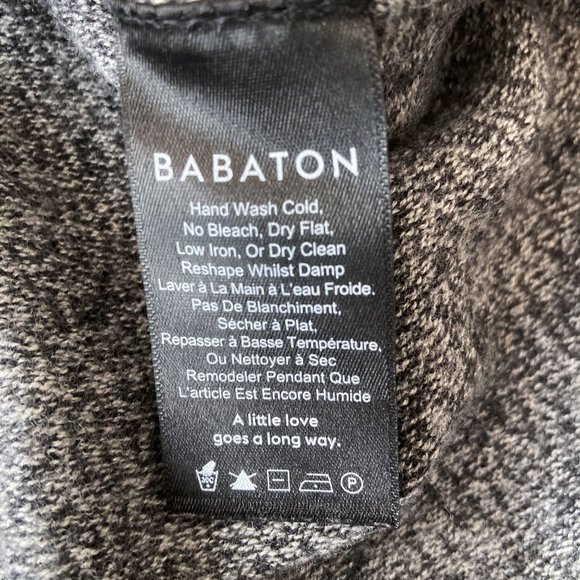 BABATON
Hand Wash Cold,
No Bleach, Dry Flat,
Low Iron, Or Dry Clean
Reshape Whilst Damp
Laver à La Main à L'eau Froide.
Pas De Blanchiment,
Sécher à Plat,
Repasser à Basse Température,
Ou Nettoyer à Sec
Remodeler Pendant Que
L'article Est Encore Humide
A little love
goes a long way.
30C P